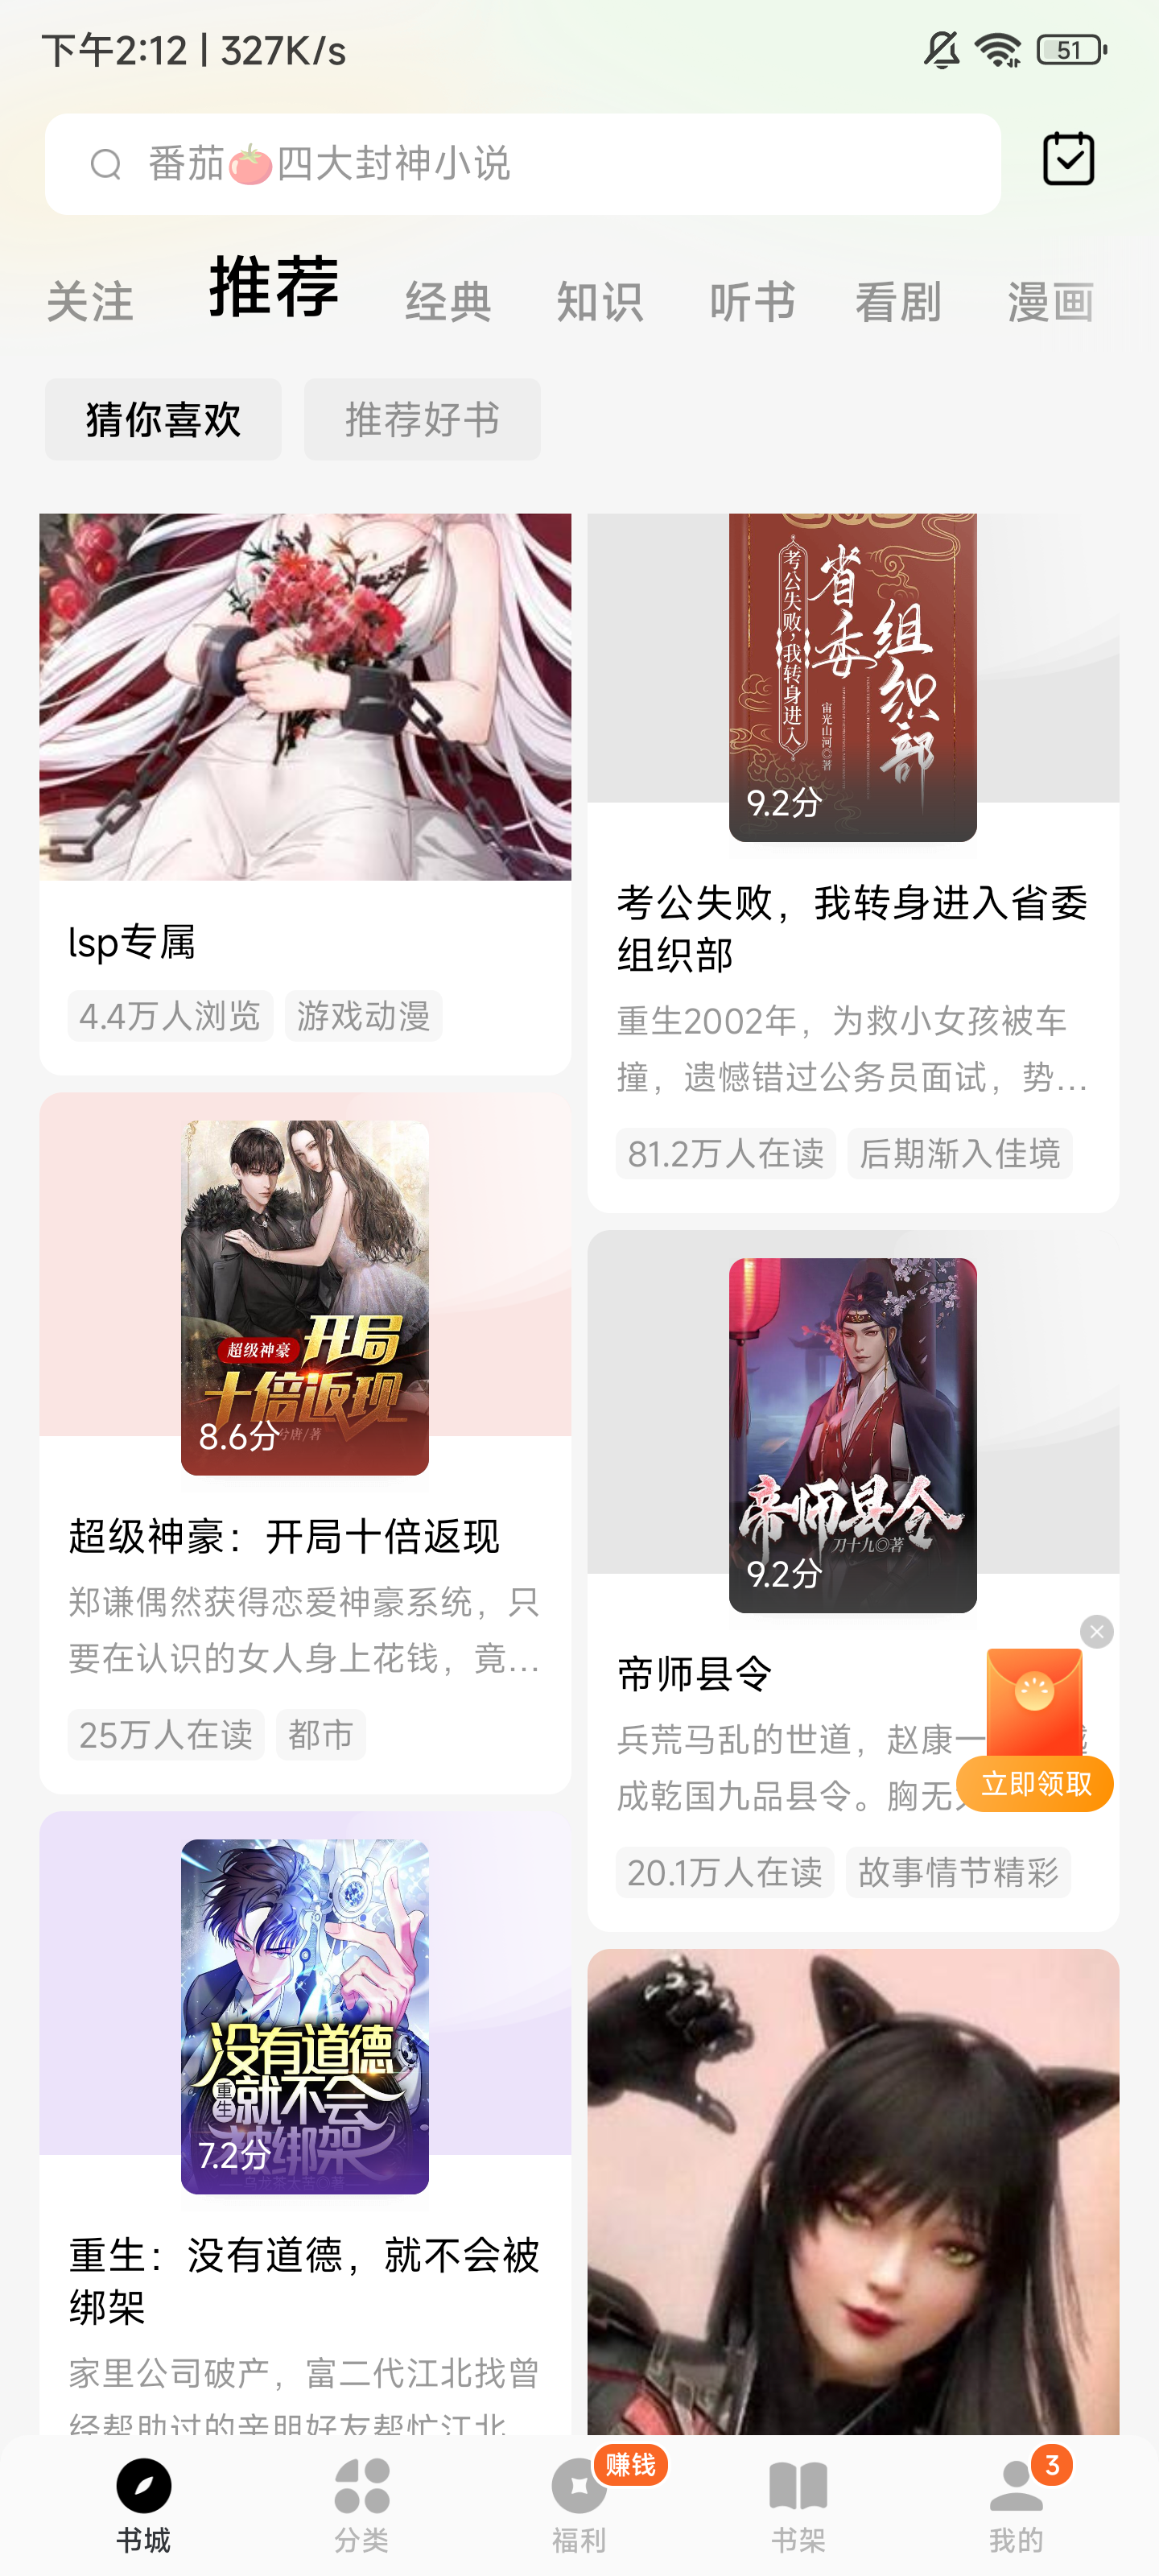 下午2:12 | 327K/s
51
番茄🍅四大封神小说
关注 推荐 经典 知识 听书 看剧 漫画
猜你喜欢 推荐好书
lsp专属
4.4万人浏览 游戏动漫
考公失败，我转身进入
省委
组织部
宙光山河◎著
9.2分
考公失败，我转身进入省委
组织部
重生2002年，为救小女孩被车
撞，遗憾错过公务员面试，势...
81.2万人在读 后期渐入佳境
超级神豪 开局
十倍返现
兮唐/著
8.6分
超级神豪：开局十倍返现
郑谦偶然获得恋爱神豪系统，只
要在认识的女人身上花钱，竟...
25万人在读 都市
帝师县令
刀十九◎著
9.2分
帝师县令
兵荒马乱的世道，赵康一
成乾国九品县令。胸无
立即领取
20.1万人在读 故事情节精彩
没有道德
重生就不会
被绑架
7.2分
重生：没有道德，就不会被
绑架
家里公司破产，富二代江北找曾
经帮助过的亲朋好友帮忙江北
赚钱
3
书城 分类 福利 书架 我的